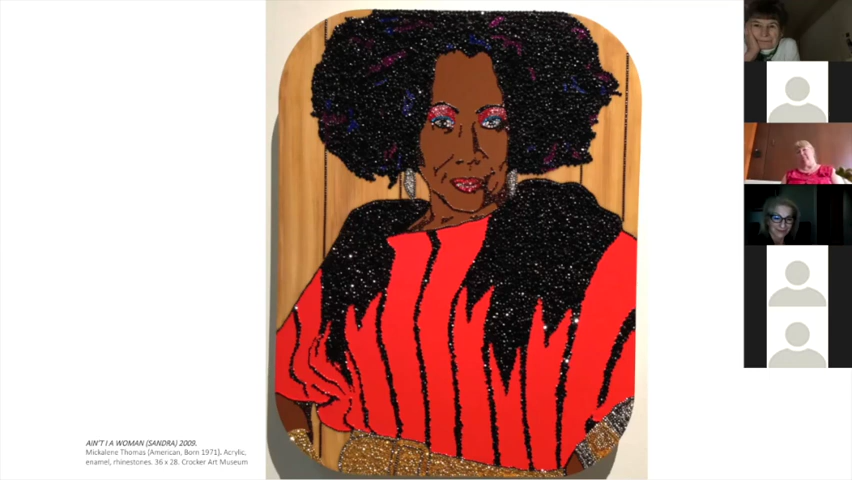 AIN'T I A WOMAN (SANDRA) 2009.
Mickalene Thomas [American, Born 1971]. Acrylic,
enamel, rhinestones. 36 x 28. Crocker Art Museum